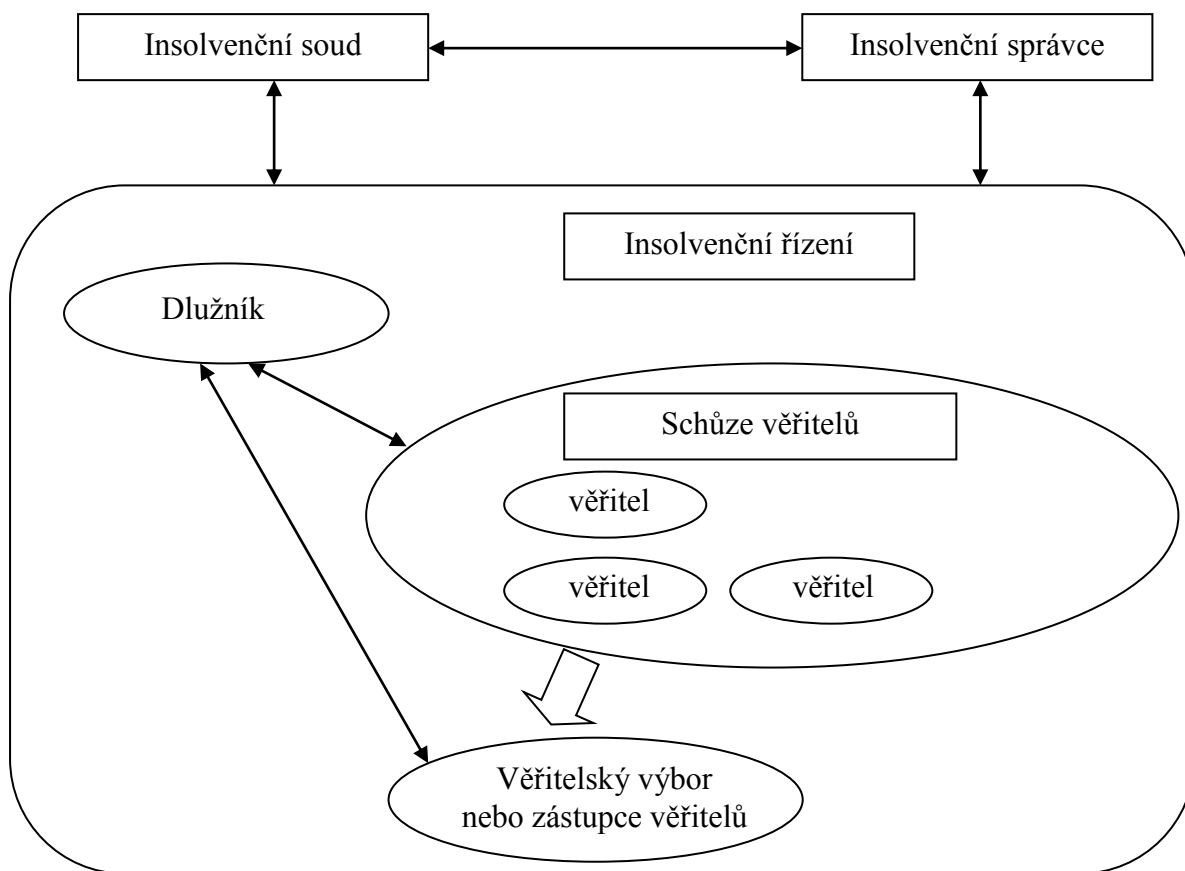 Insolvenční soud
Insolvenční správce
Insolvenční řízení
Dlužník
Schůze věřitelů
věřitel
věřitel
věřitel
Věřitelský výbor
nebo zástupce věřitelů